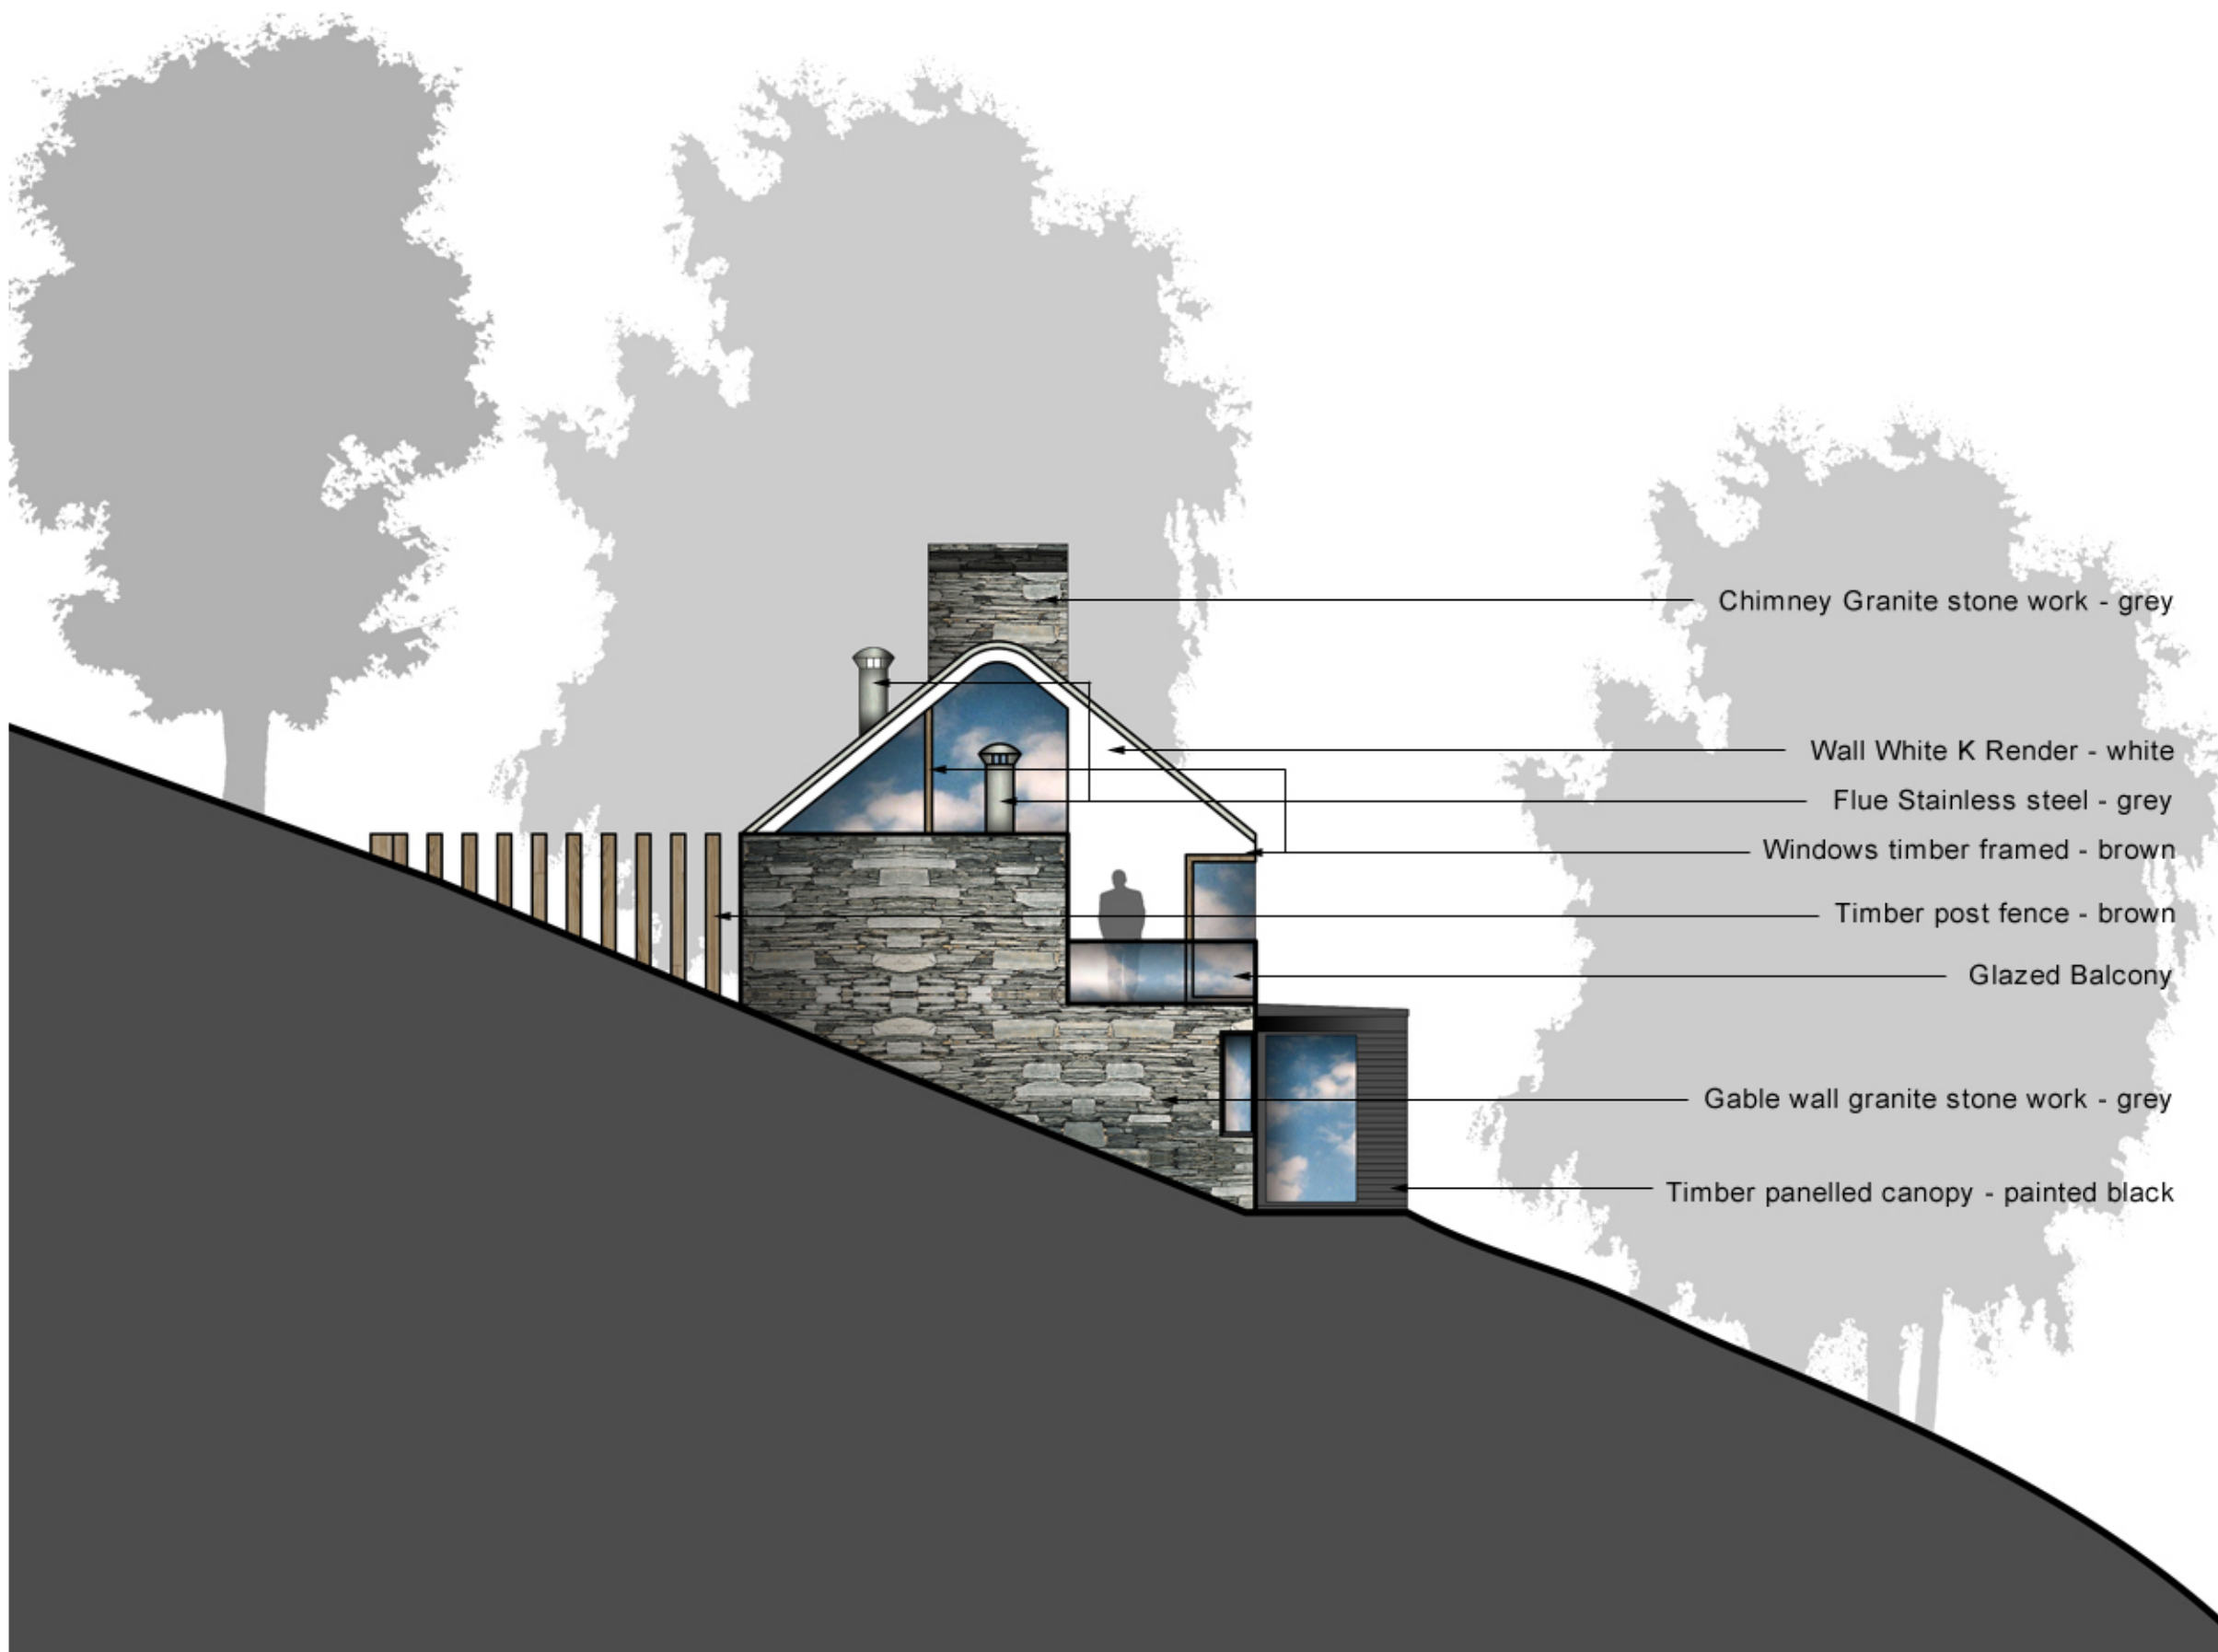 Chimney Granite stone work - grey
Wall White K Render - white
Flue Stainless steel - grey
Windows timber framed - brown
Timber post fence - brown
Glazed Balcony
Gable wall granite stone work - grey
Timber panelled canopy - painted black